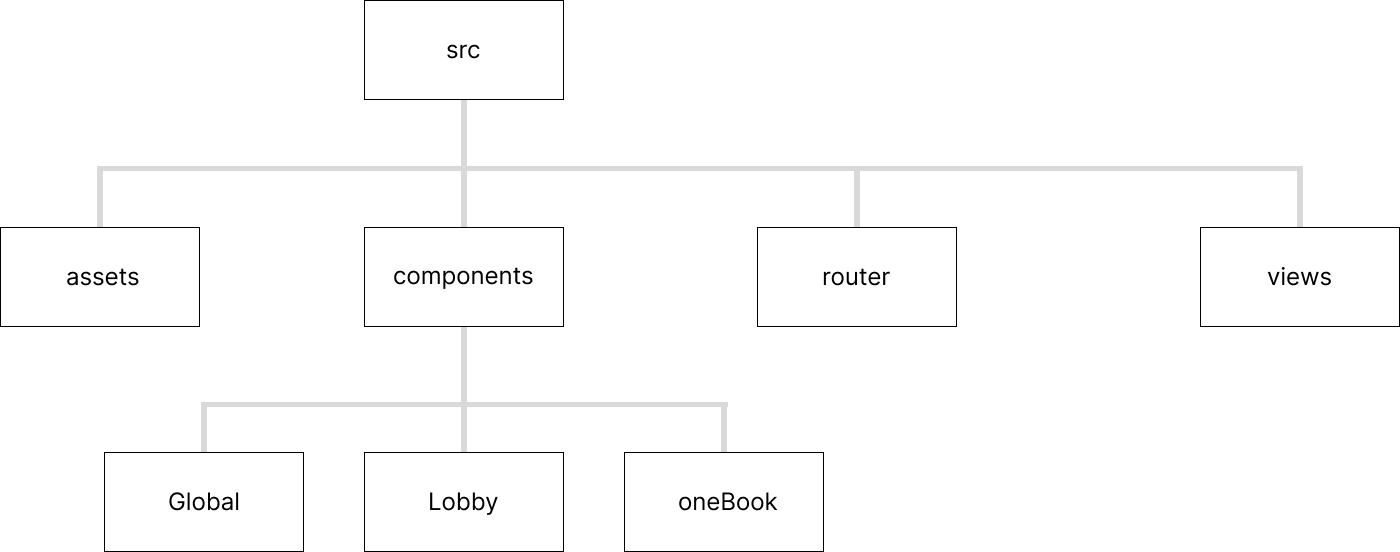 src
assets
components
router
views
Global
Lobby
oneBook